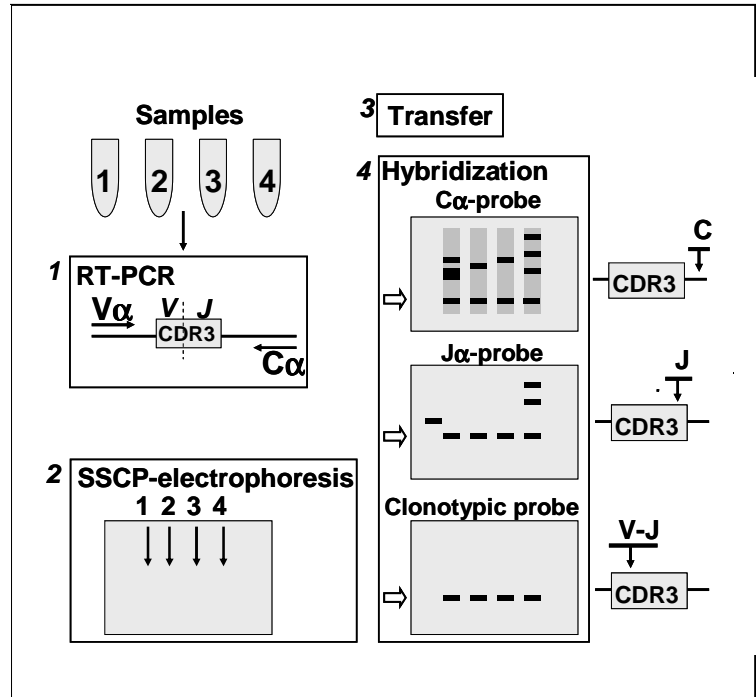 Samples
1 2 3 4
1 RT-PCR
Vα V J
CDR3
Cα
2 SSCP-electrophoresis
1 2 3 4
3 Transfer
4 Hybridization
Cα-probe
C
CDR3
Jα-probe
J
CDR3
Clonotypic probe
V-J
CDR3